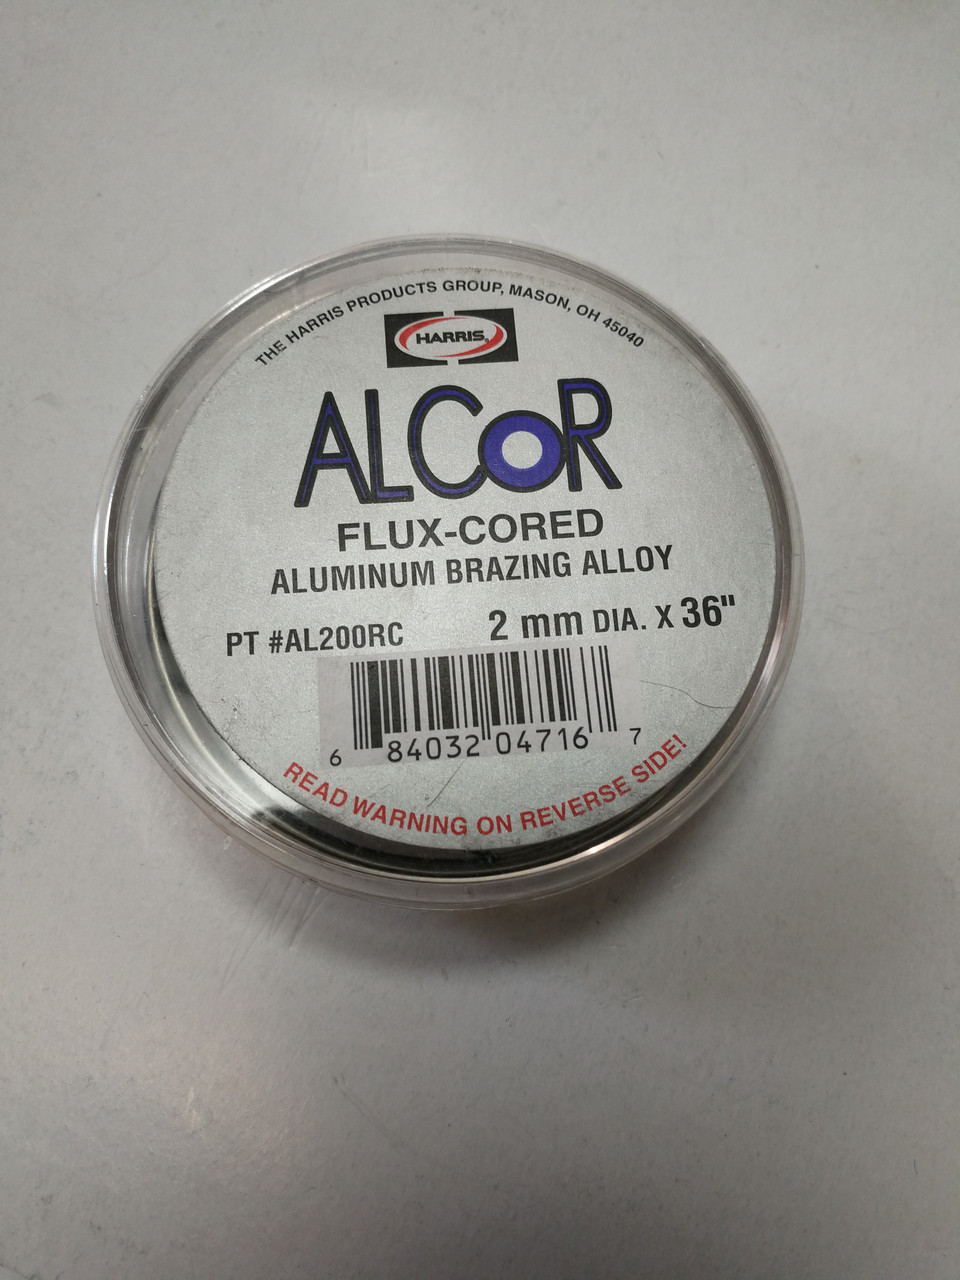 THE HARRIS PRODUCTS GROUP, MASON, OH 45040
HARRIS®
ALCOR
FLUX-CORED
ALUMINUM BRAZING ALLOY
PT #AL200RC 2 mm DIA. X 36"
6 84032 04716 7
READ WARNING ON REVERSE SIDE!